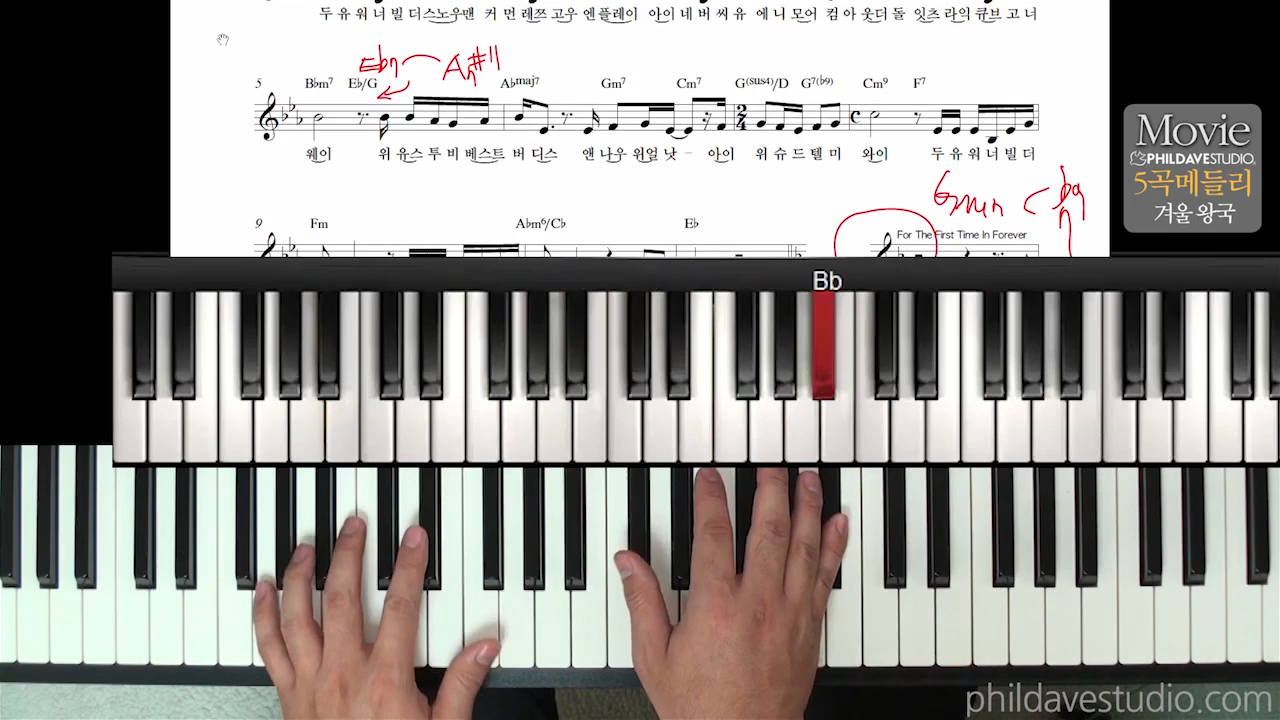 두 유 워 너 빌 더스노우맨 커 먼 레쯔 고우 엔 플레이 아이 네 버 씨 유 에 니 모어 컴 아 웃더 돌 잇츠 라익 큐브 고 너
Eb7 A7#11
5 Bbm7 Eb/G Abmaj7 Gm7 Cm7 G(sus4)/D G7(b9) Cm9 F7
웨이 위 윤스 투 비 베스트 버 디스 앤 나우 위얼 낫 – 아이 위 슈 드 텔 미 와이 두 유 워 너 빌 더
Movie
PHILDAVESTUDIO
5곡메들리
겨울 왕국
9 Fm Abm6/Cb Eb
For The First Time In Forever
Bb
phildavestudio.com